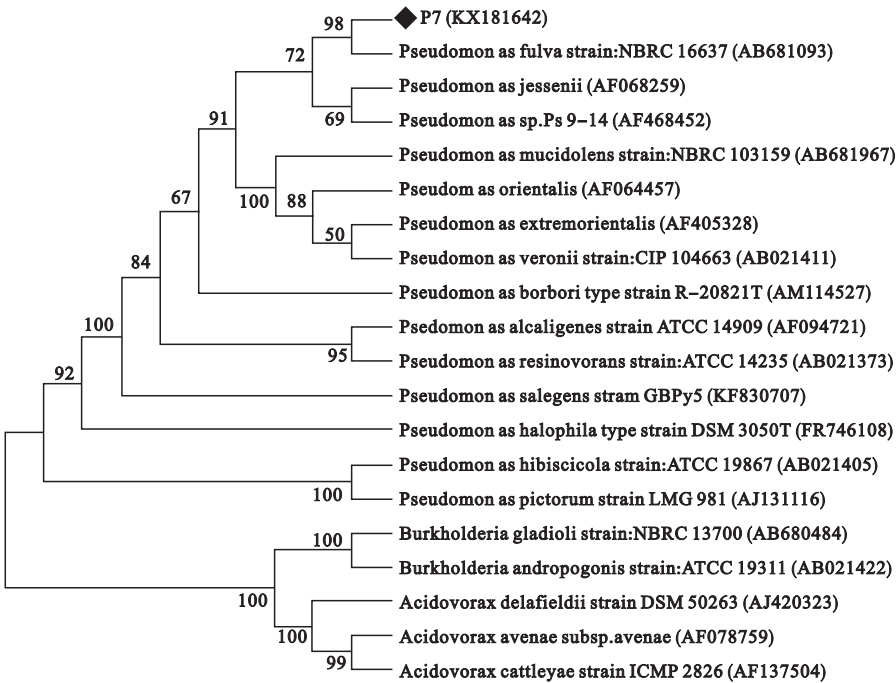 98
P7 (KX181642)
Pseudomon as fulva strain:NBRC 16637 (AB681093)
72
Pseudomon as jessenii (AF068259)
69
Pseudomon as sp.Ps 9−14 (AF468452)
91
Pseudomon as mucidolens strain:NBRC 103159 (AB681967)
100
88
Pseudom as orientalis (AF064457)
67
Pseudomon as extremorientalis (AF405328)
50
Pseudomon as veronii strain:CIP 104663 (AB021411)
84
Pseudomon as borbori type strain R−20821T (AM114527)
Psedomon as alcaligenes strain ATCC 14909 (AF094721)
95
Pseudomon as resinovorans strain:ATCC 14235 (AB021373)
100
Pseudomon as salegens stram GBPy5 (KF830707)
92
Pseudomon as halophila type strain DSM 3050T (FR746108)
Pseudomon as hibiscicola strain:ATCC 19867 (AB021405)
100
Pseudomon as pictorum strain LMG 981 (AJ131116)
Burkholderia gladioli strain:NBRC 13700 (AB680484)
100
Burkholderia andropogonis strain:ATCC 19311 (AB021422)
100
Acidovorax delafieldii strain DSM 50263 (AJ420323)
100
Acidovorax avenae subsp.avenae (AF078759)
99
Acidovorax cattleyae strain ICMP 2826 (AF137504)